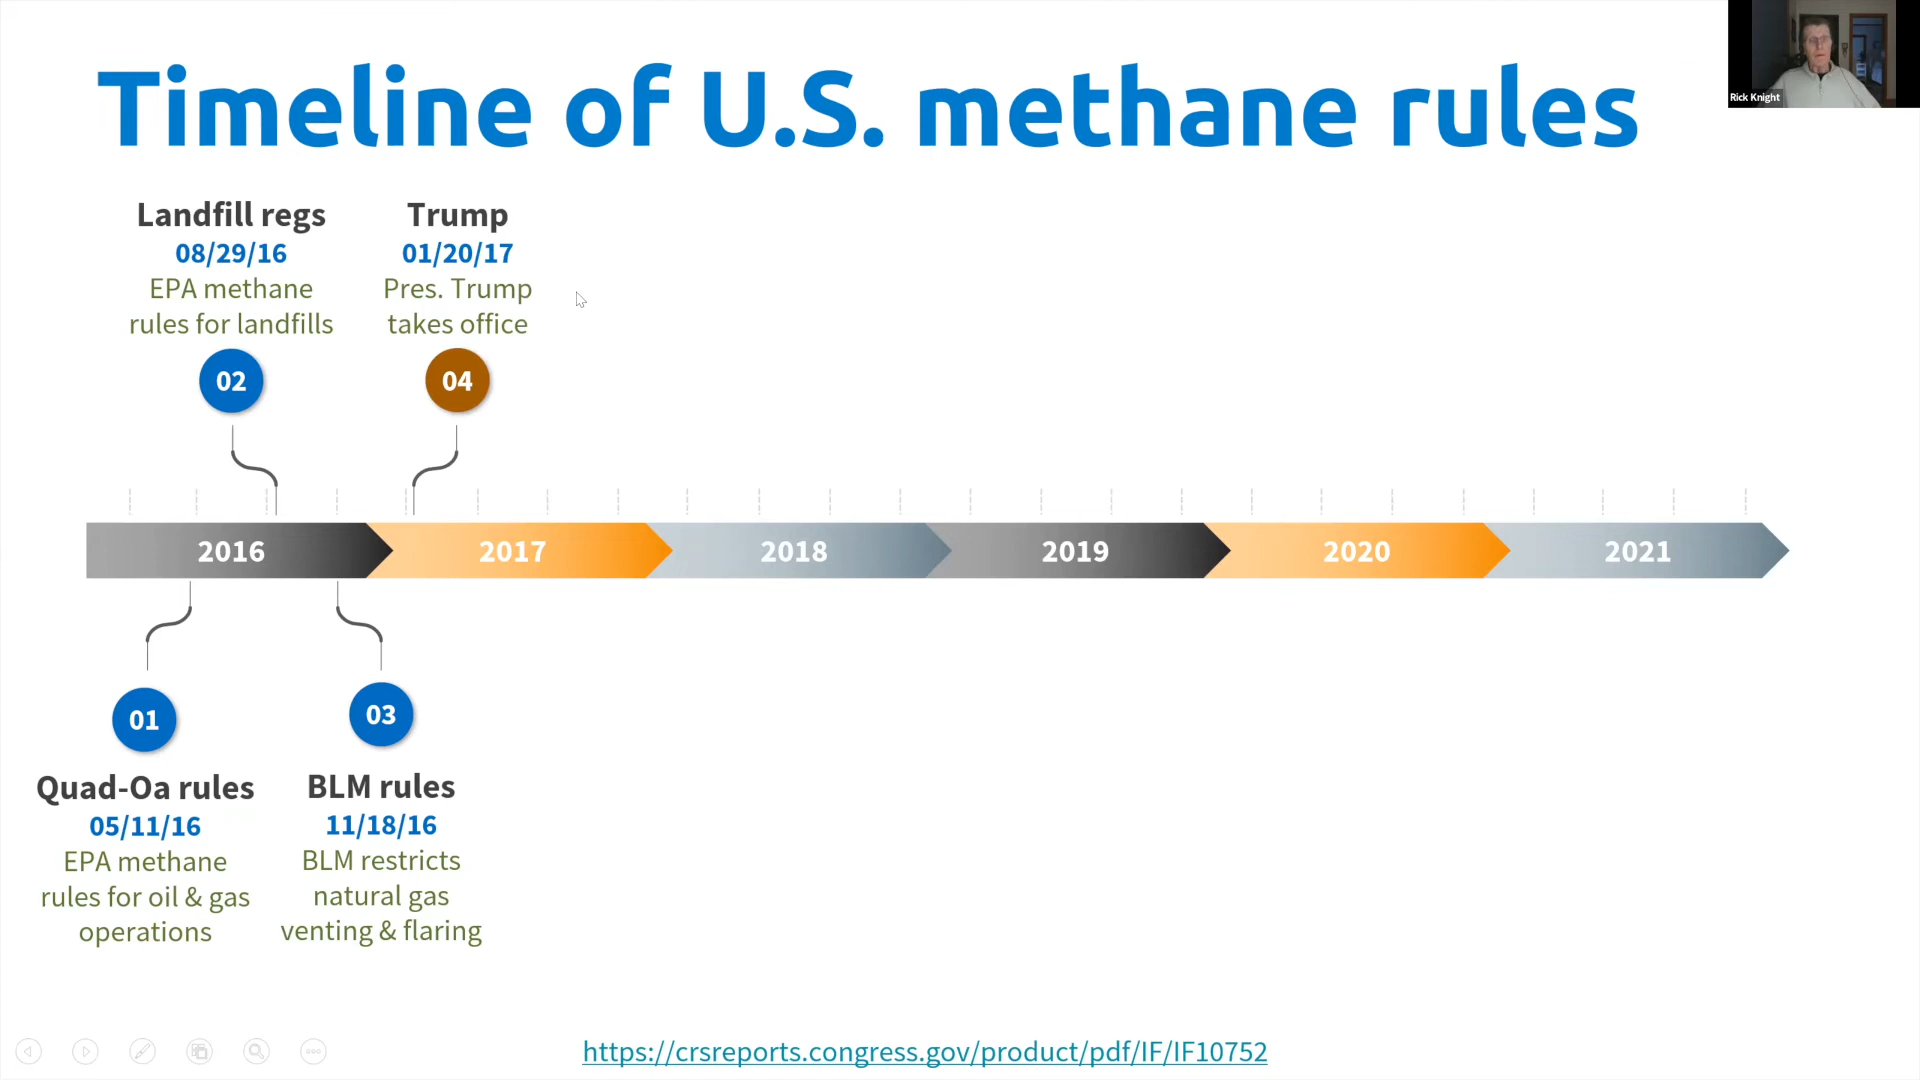 Timeline of U.S. methane rules
Rick Knight
Landfill regs
08/29/16
EPA methane
rules for landfills
02
Trump
01/20/17
Pres. Trump
takes office
04
2016
2017
2018
2019
2020
2021
01
Quad-Oa rules
05/11/16
EPA methane
rules for oil & gas
operations
03
BLM rules
11/18/16
BLM restricts
natural gas
venting & flaring
https://crsreports.congress.gov/product/pdf/IF/IF10752